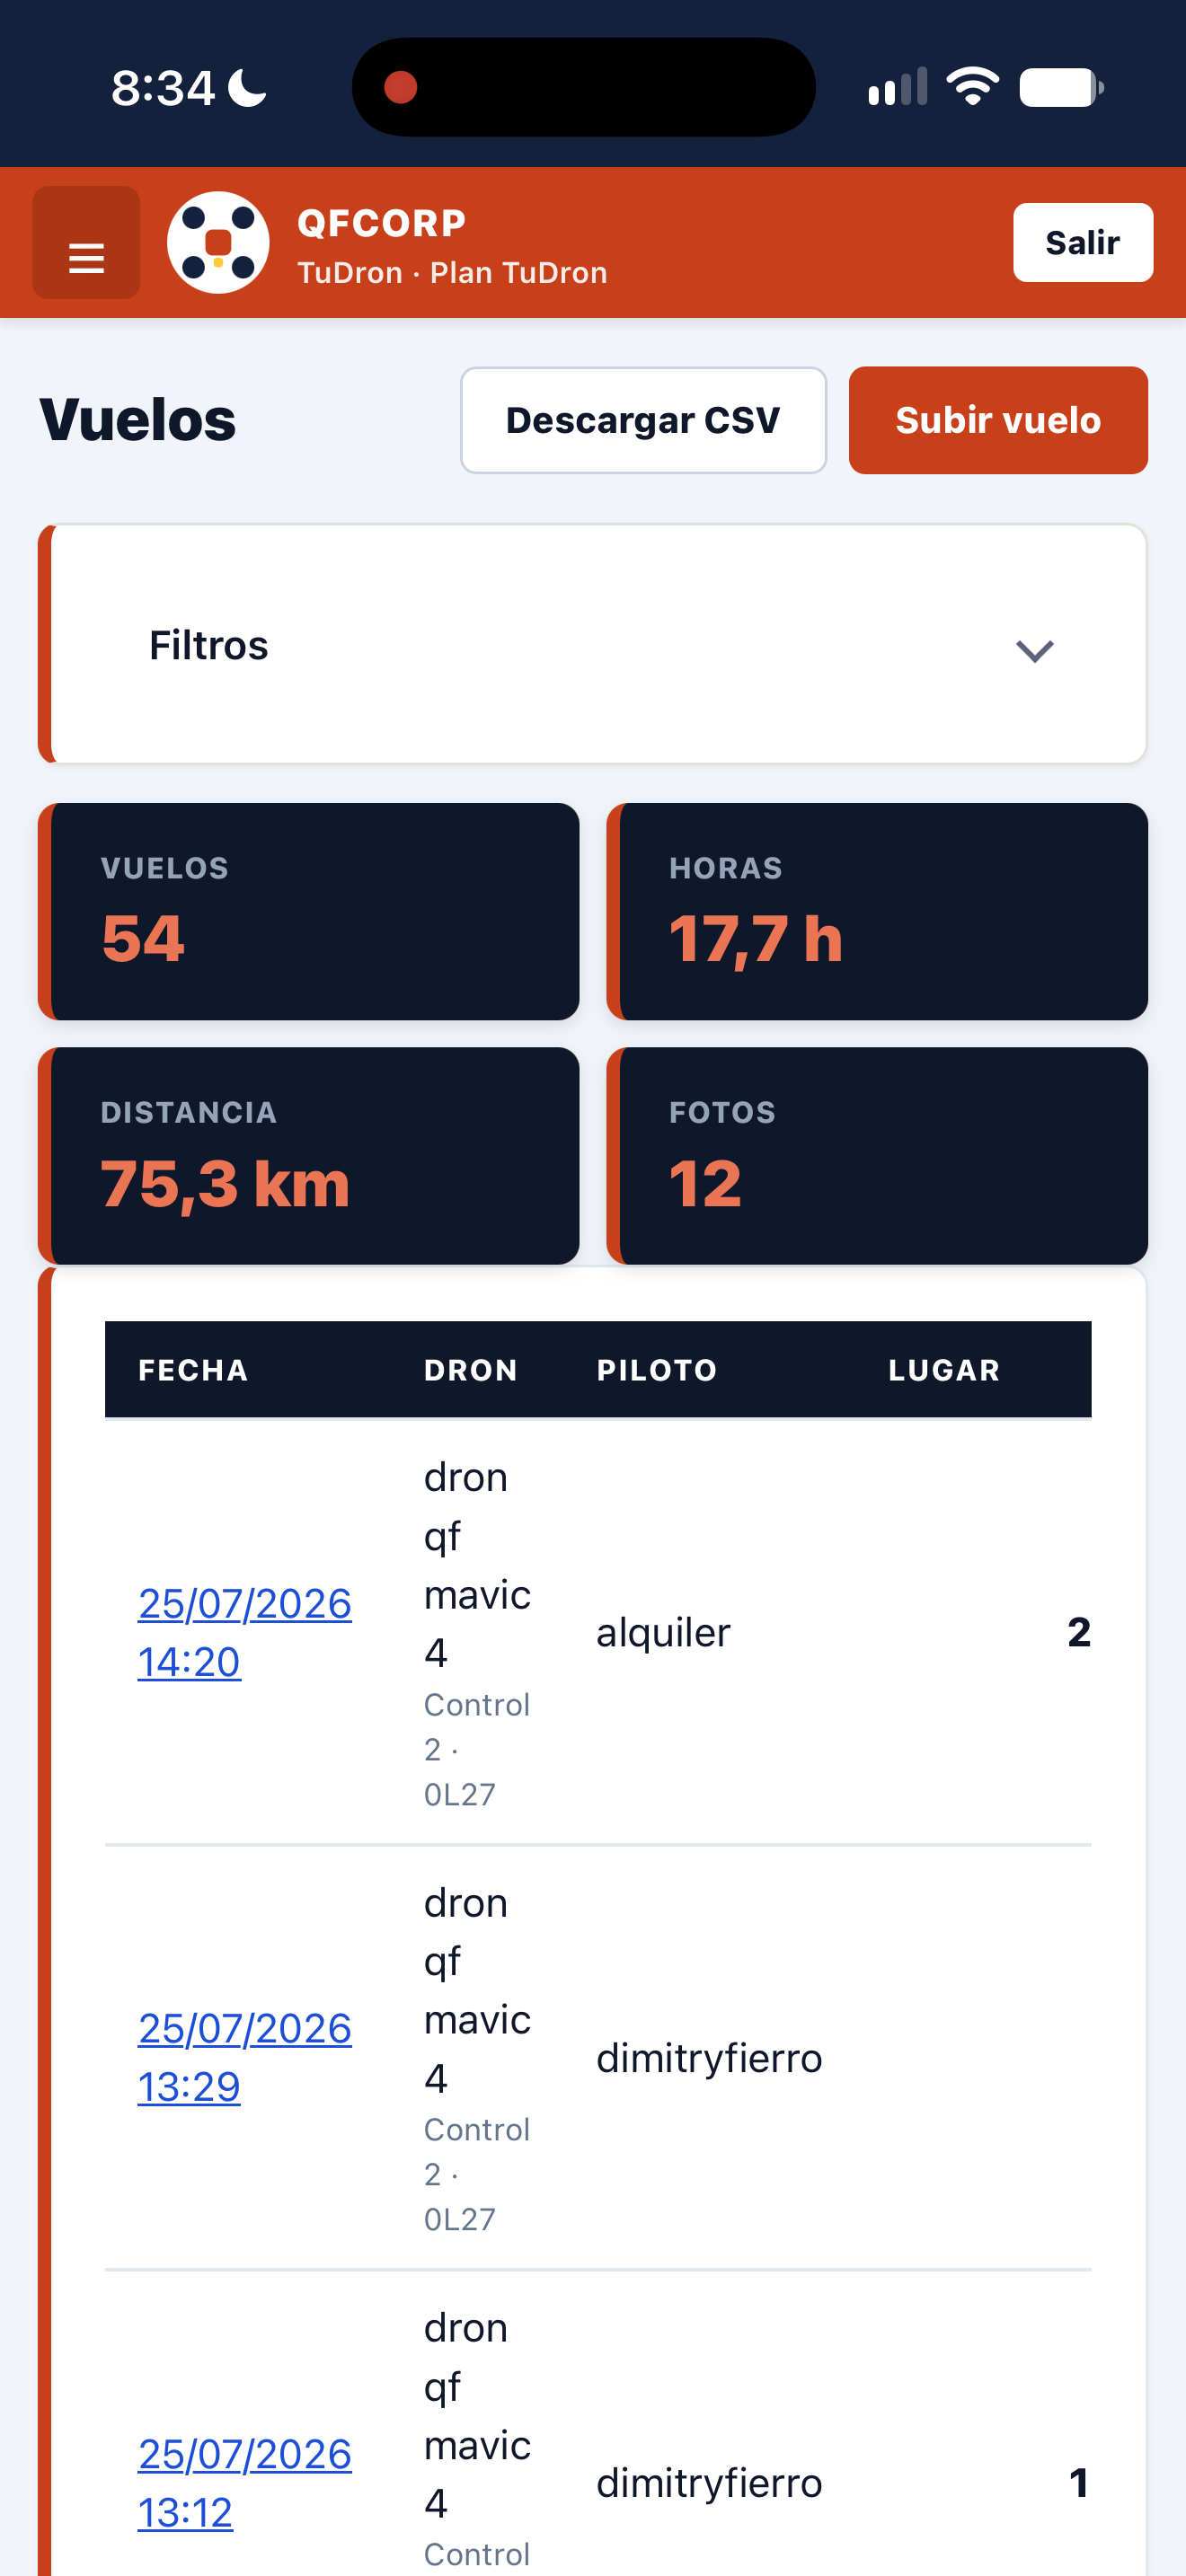 8:34
QFCORP
TuDron · Plan TuDron
Salir
Vuelos
Descargar CSV
Subir vuelo
Filtros
VUELOS
54
HORAS
17,7 h
DISTANCIA
75,3 km
FOTOS
12
FECHA DRON PILOTO LUGAR
25/07/2026
14:20
dron
qf
mavic
4
Control
2 ·
0L27
alquiler
2
25/07/2026
13:29
dron
qf
mavic
4
Control
2 ·
0L27
dimitryfierro
25/07/2026
13:12
dron
qf
mavic
4
Control
dimitryfierro
1